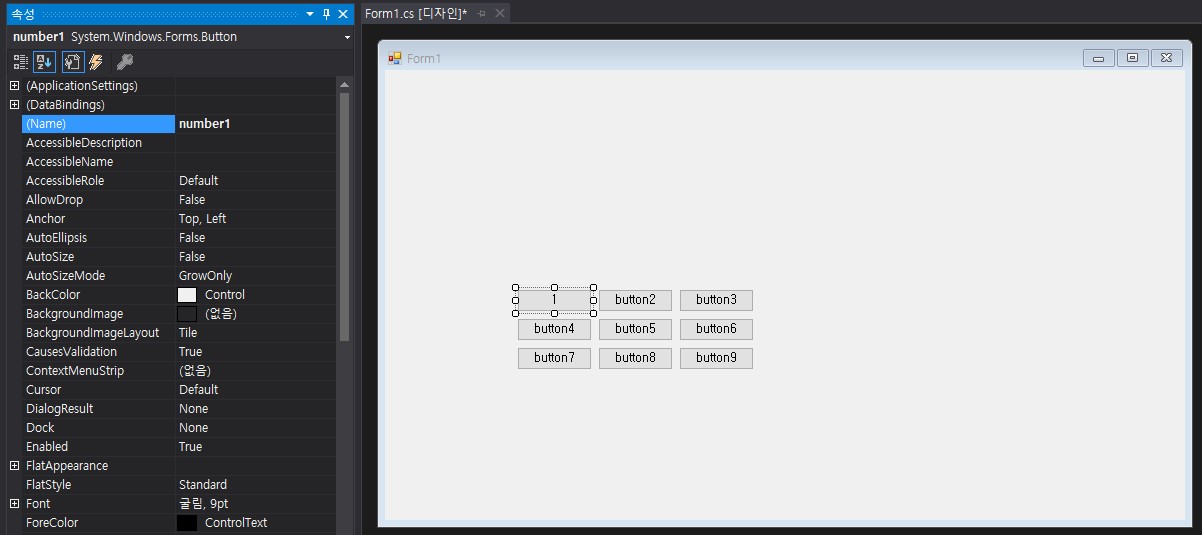 속성
number1 System.Windows.Forms.Button
(ApplicationSettings)
(DataBindings)
(Name) number1
AccessibleDescription
AccessibleName
AccessibleRole Default
AllowDrop False
Anchor Top, Left
AutoEllipsis False
AutoSize False
AutoSizeMode GrowOnly
BackColor Control
BackgroundImage (없음)
BackgroundImageLayout Tile
CausesValidation True
ContextMenuStrip (없음)
Cursor Default
DialogResult None
Dock None
Enabled True
FlatAppearance
FlatStyle Standard
Font 굴림, 9pt
ForeColor ControlText
Form1.cs [디자인]*
Form1
1 button2 button3
button4 button5 button6
button7 button8 button9